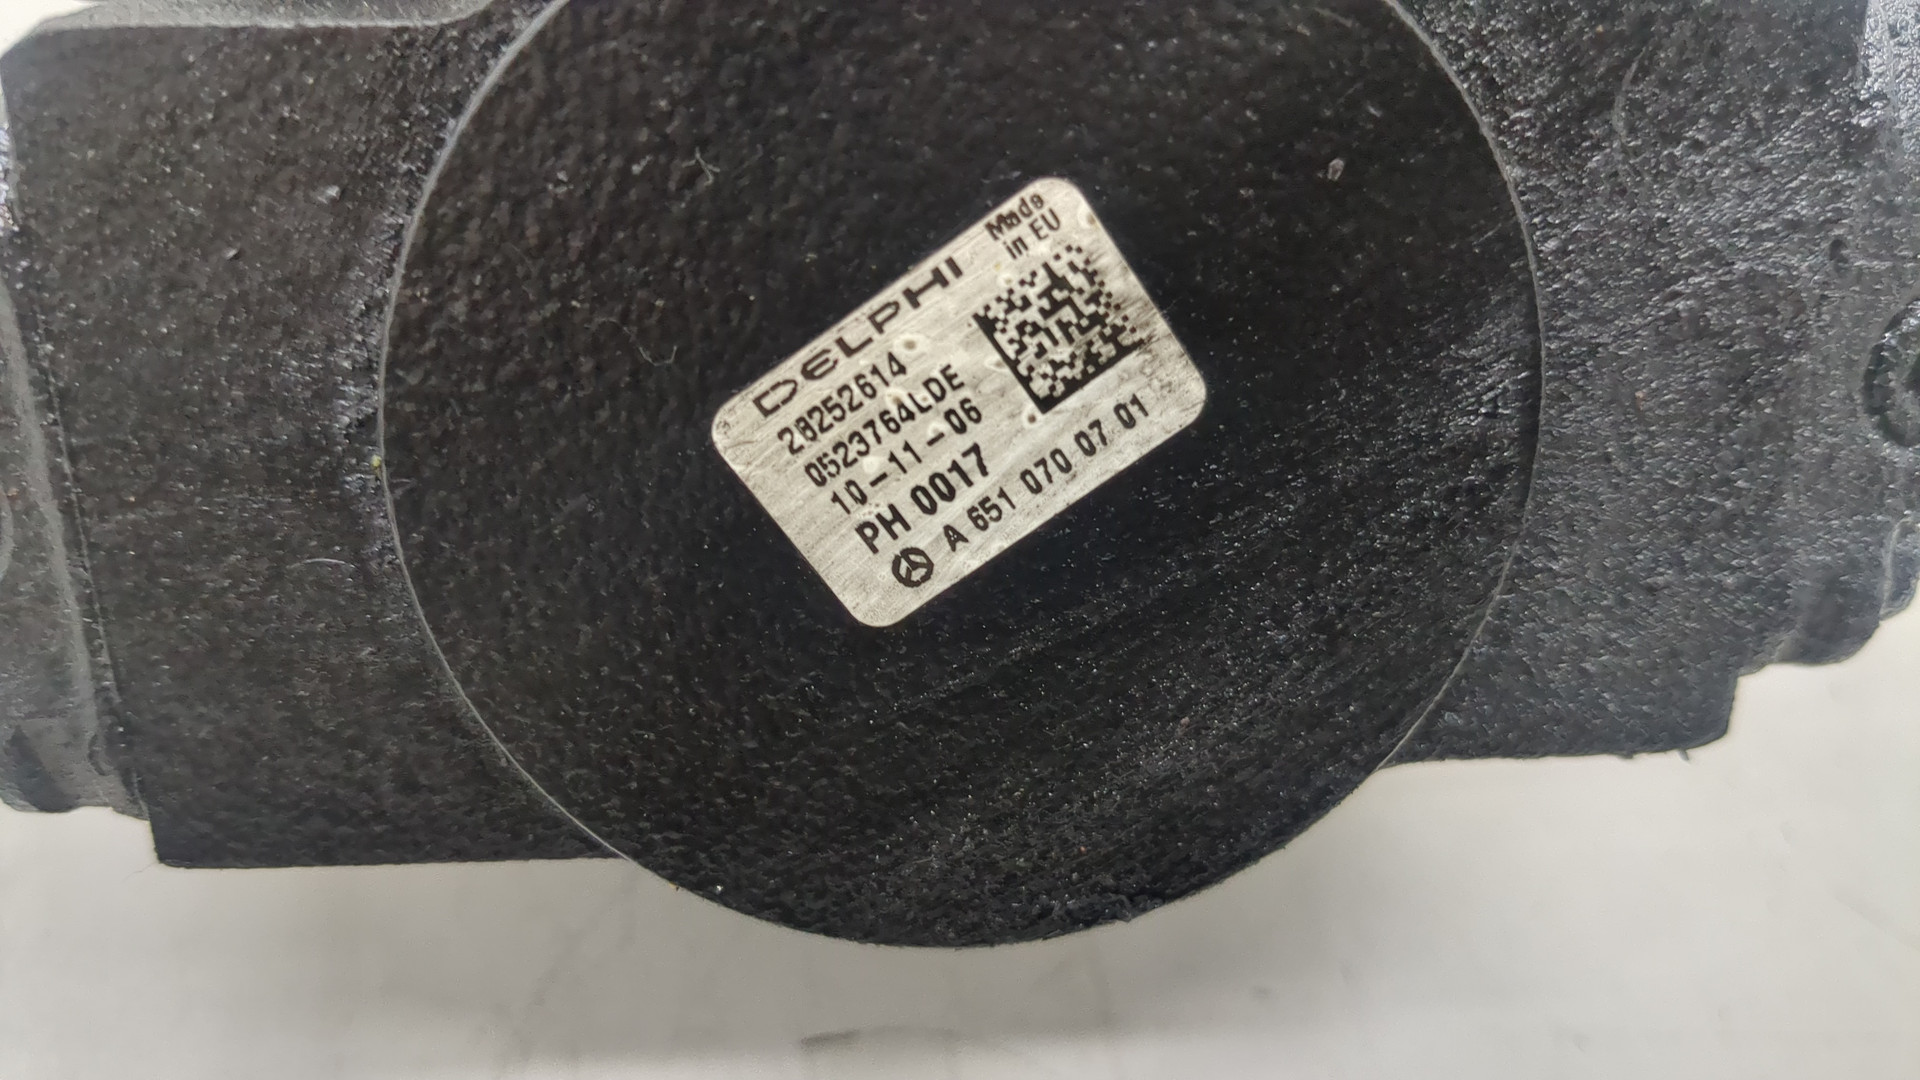 DELPHI
Made
in EU
28252614
0523764LDE
10-11-06
PH 0017
A 651 070 07 01